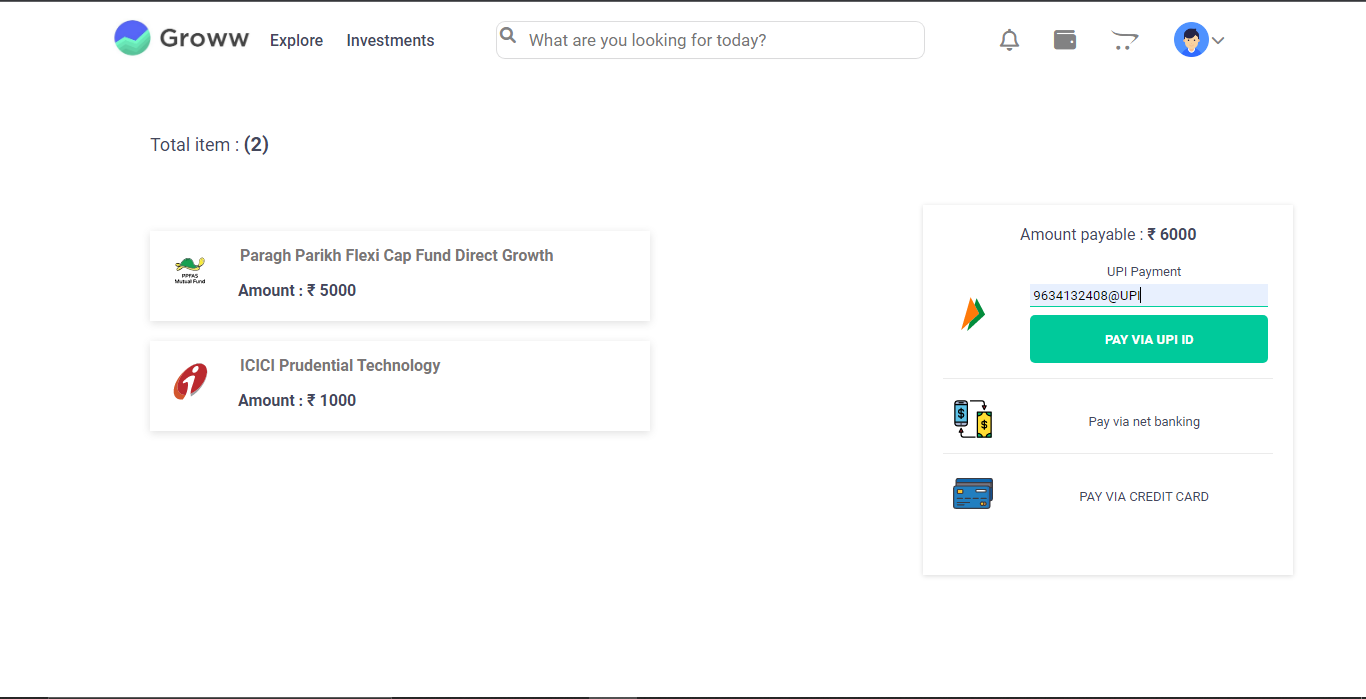 Groww Explore Investments What are you looking for today?
Total item : (2)
PPFAS
Mutual Fund
Paragh Parikh Flexi Cap Fund Direct Growth
Amount : ₹ 5000
ICICI Prudential Technology
Amount : ₹ 1000
Amount payable : ₹ 6000
UPI Payment
9634132408@UPI
PAY VIA UPI ID
Pay via net banking
PAY VIA CREDIT CARD